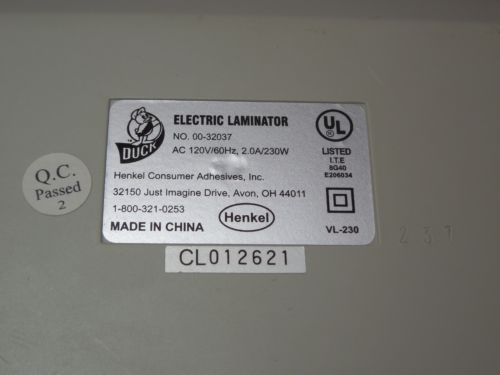 DUCK
ELECTRIC LAMINATOR
NO. 00-32037
AC 120V/60Hz, 2.0A/230W
Henkel Consumer Adhesives, Inc.
32150 Just Imagine Drive, Avon, OH 44011
1-800-321-0253
Henkel
MADE IN CHINA
UL
LISTED
I.T.E
8G40
E206034
VL-230
Q.C.
Passed
2
CL012621
231